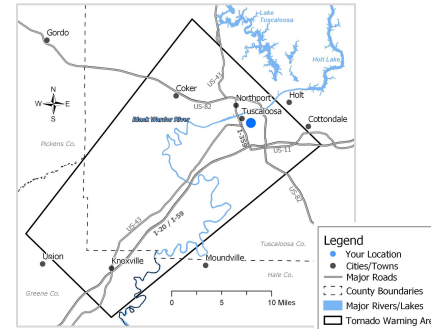 Lake
Tuscaloosa
Gordo
Holt Lake
US-43
N
W E
S
Coker
US-82
Northport
Holt
Tuscaloosa
Cottondale
Black Warrior River
I-359
US-11
Pickens Co.
US-82
US-43
I-20 / I-59
Tuscaloosa Co.
Union
Knoxville
Moundville
Hale Co.
Greene Co.
0 5 10 Miles
Legend
Your Location
Cities/Towns
Major Roads
County Boundaries
Major Rivers/Lakes
Tornado Warning Are